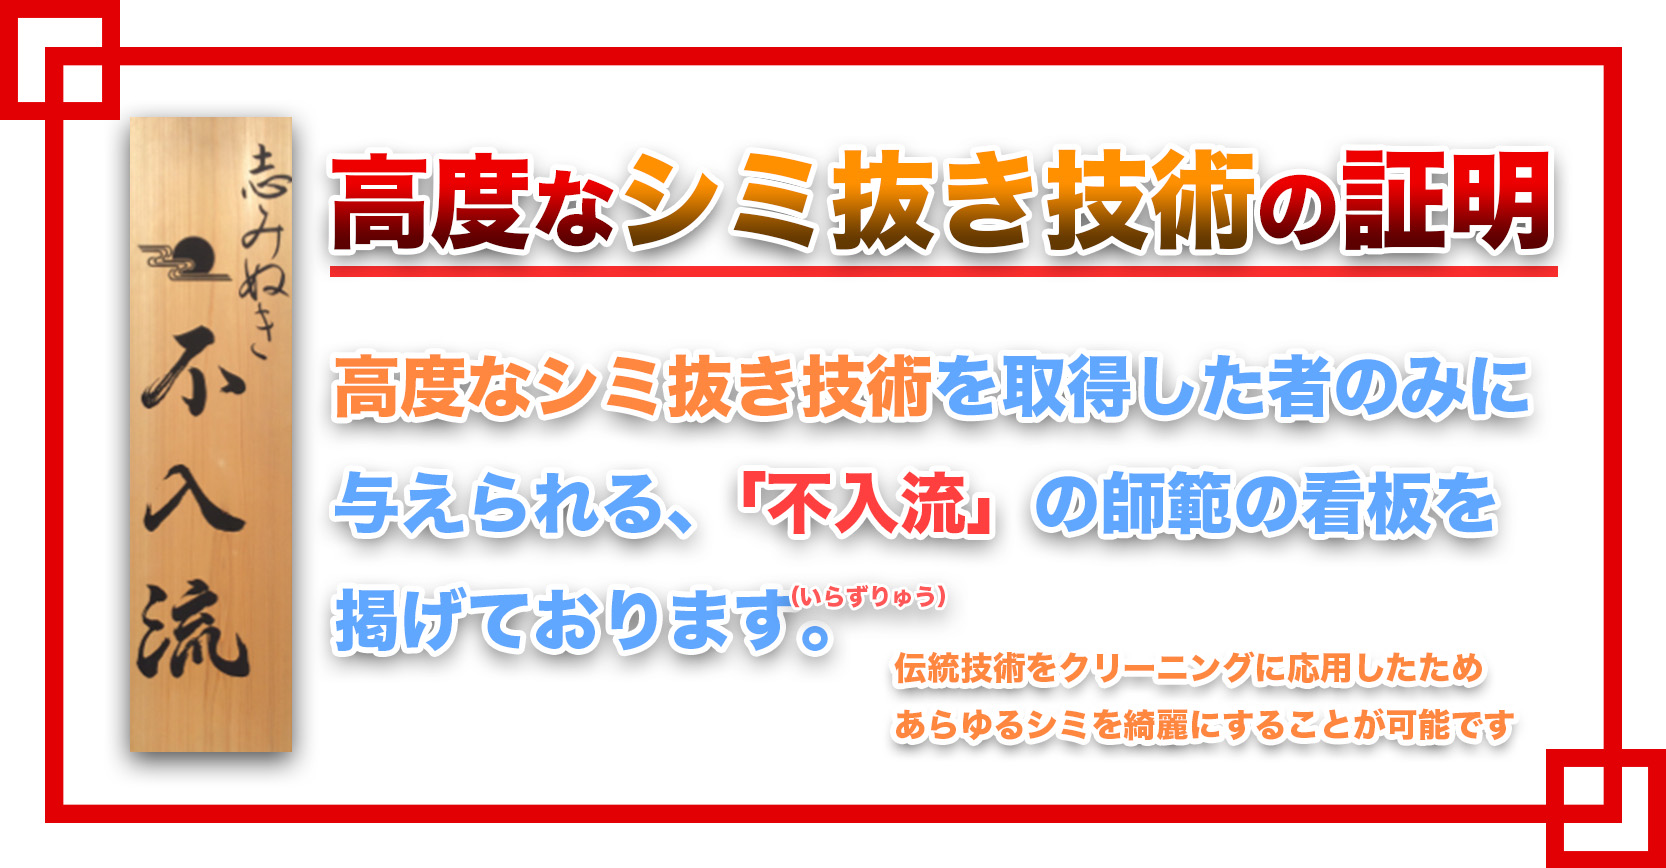 志みぬき
不入流
高度なシミ抜き技術の証明
高度なシミ抜き技術を取得した者のみに
与えられる、「不入流」の師範の看板を
(いらずりゅう)
掲げております。
伝統技術をクリーニングに応用したため
あらゆるシミを綺麗にすることが可能です